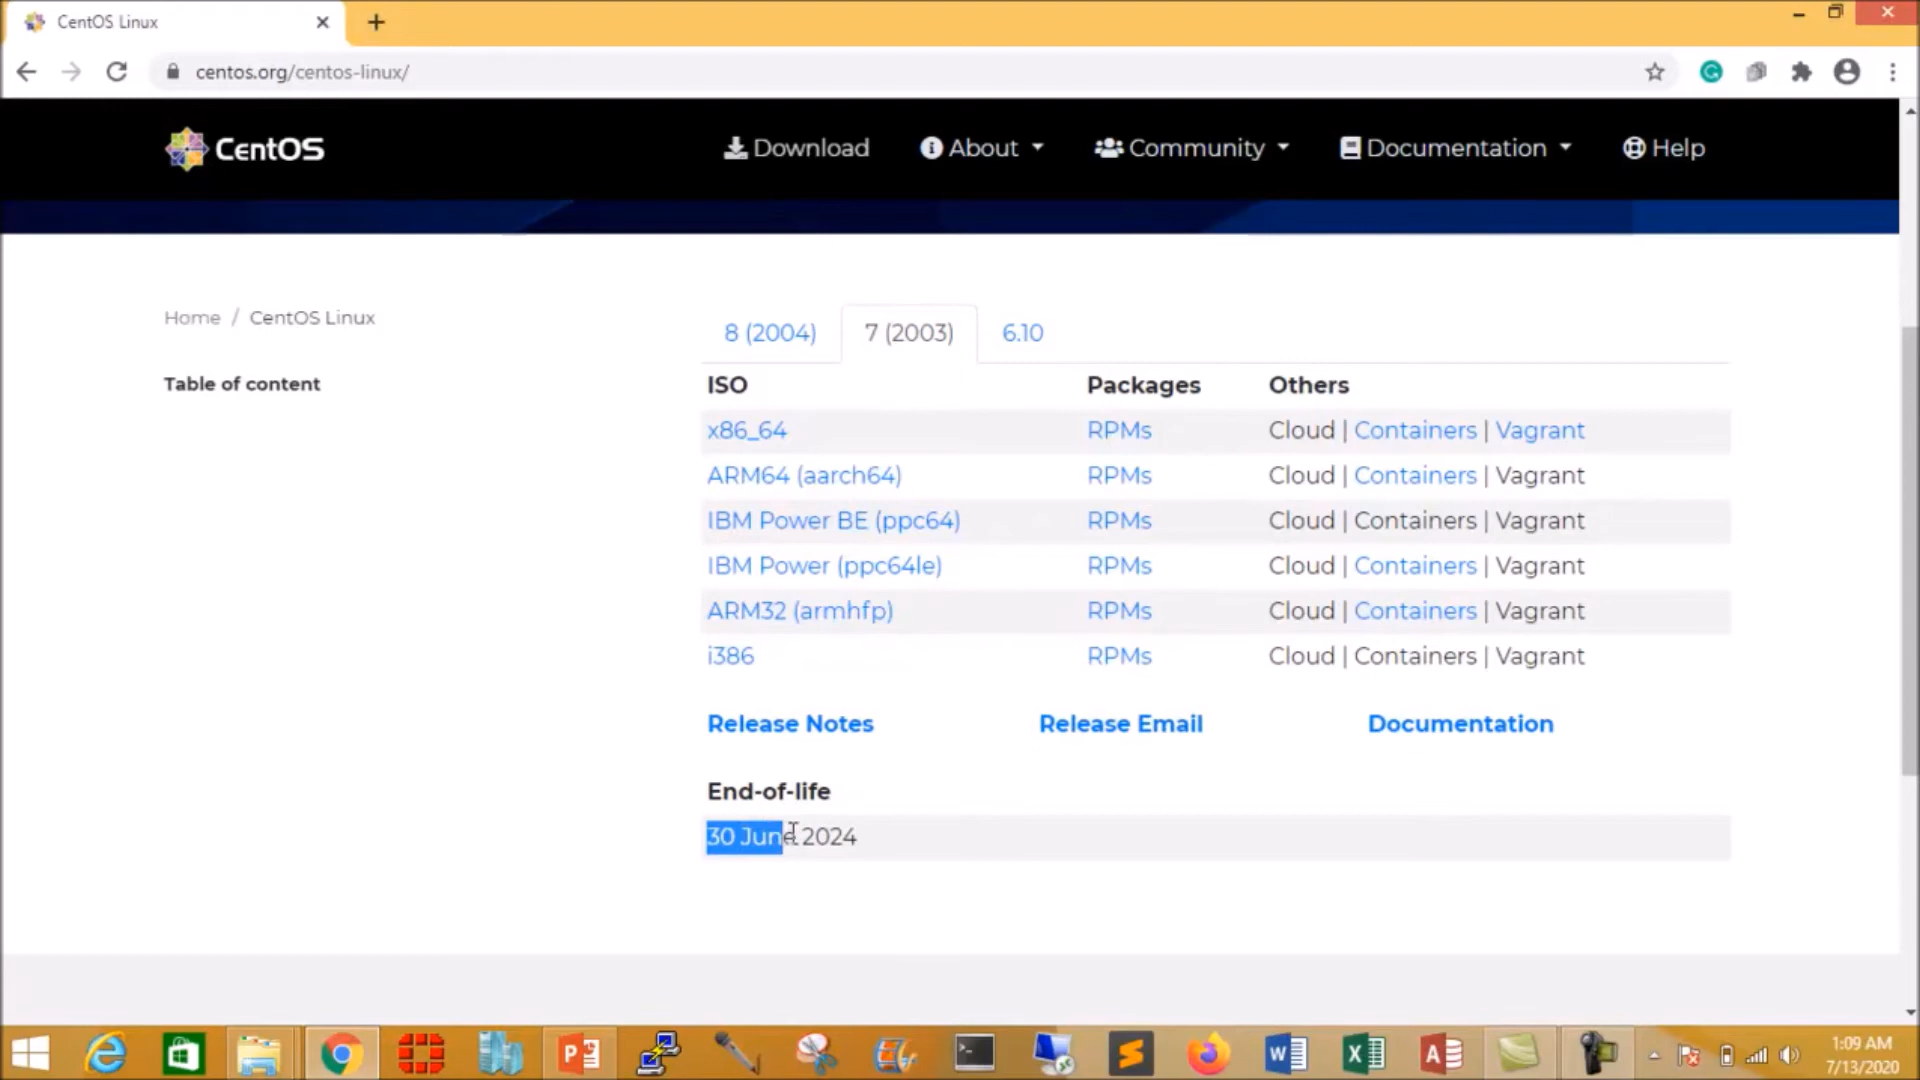 CentOS Linux
centos.org/centos-linux/
CentOS Download About Community Documentation Help
Home / CentOS Linux
Table of content
8 (2004) 7 (2003) 6.10
ISO Packages Others
x86_64 RPMs Cloud | Containers | Vagrant
ARM64 (aarch64) RPMs Cloud | Containers | Vagrant
IBM Power BE (ppc64) RPMs Cloud | Containers | Vagrant
IBM Power (ppc64le) RPMs Cloud | Containers | Vagrant
ARM32 (armhfp) RPMs Cloud | Containers | Vagrant
i386 RPMs Cloud | Containers | Vagrant
Release Notes Release Email Documentation
End-of-life
30 June 2024
1:09 AM
7/13/2020